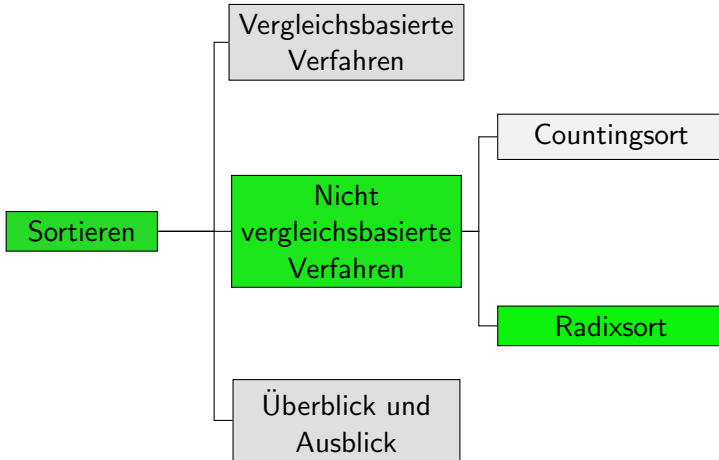 Vergleichsbasierte
Verfahren
Countingsort
Sortieren
Nicht
vergleichsbasierte
Verfahren
Radixsort
Überblick und
Ausblick